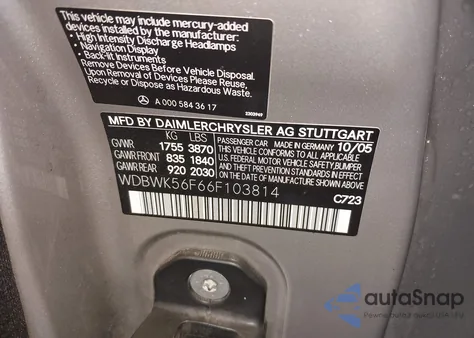 This vehicle may include mercury-added
devices installed by the manufacturer:
- High Intensity Discharge Headlamps
- Navigation Display
- Back-lit Instruments
Remove Devices Before Vehicle Disposal.
Upon Removal of Devices Please Reuse,
Recycle or Dispose as Hazardous Waste.
A 000 584 36 17
MFD BY DAIMLERCHRYSLER AG STUTTGART
KG LBS
GVWR 1755 3870
GAWR FRONT 835 1840
GAWR REAR 920 2030
PASSENGER CAR MADE IN GERMANY 10/05
THIS VEHICLE CONFORMS TO ALL APPLICABLE
U.S. FEDERAL MOTOR VEHICLE SAFETY,BUMPER
AND THEFT PREVENTION STANDARDS IN EFFECT
ON THE DATE OF MANUFACTURE SHOWN ABOVE
WDBWK56F66F103814
C723
autoSnap